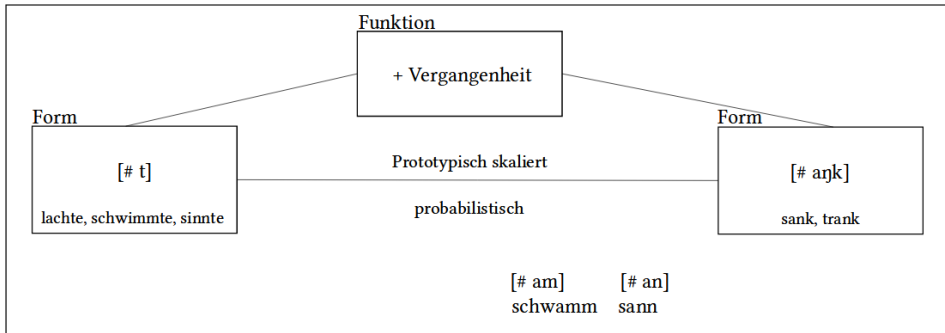 Funktion
+ Vergangenheit
Form
Form
[# t]
Prototypisch skaliert
[# aŋk]
lachte, schwimmte, sinnte
probabilistisch
sank, trank
[# am] [# an]
schwamm sann